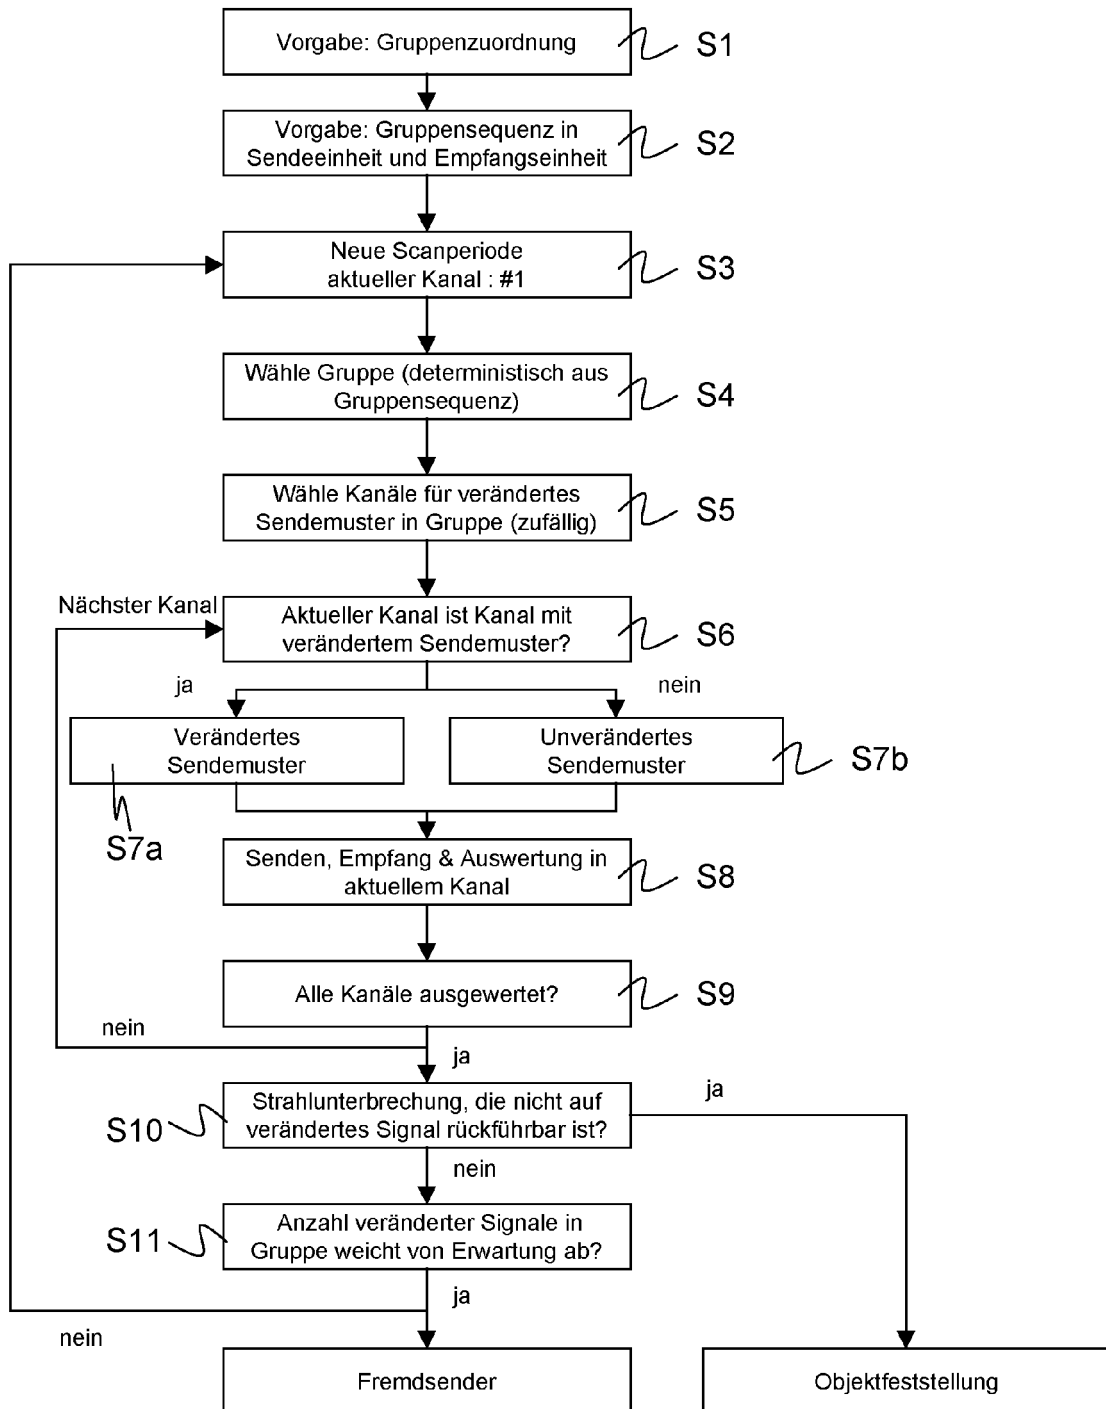 Vorgabe: Gruppenzuordnung
S1
Vorgabe: Gruppensequenz in
Sendeeinheit und Empfangseinheit
S2
Neue Scanperiode
aktueller Kanal : #1
S3
Wähle Gruppe (deterministisch aus
Gruppensequenz)
S4
Wähle Kanäle für verändertes
Sendemuster in Gruppe (zufällig)
S5
Nächster Kanal
Aktueller Kanal ist Kanal mit
verändertem Sendemuster?
S6
ja
nein
Verändertes
Sendemuster
S7a
Unverändertes
Sendemuster
S7b
Senden, Empfang & Auswertung in
aktuellem Kanal
S8
Alle Kanäle ausgewertet?
S9
nein
ja
Strahlunterbrechung, die nicht auf
verändertes Signal rückführbar ist?
S10
ja
nein
Anzahl veränderter Signale in
Gruppe weicht von Erwartung ab?
S11
ja
nein
Fremdsender
Objektfeststellung